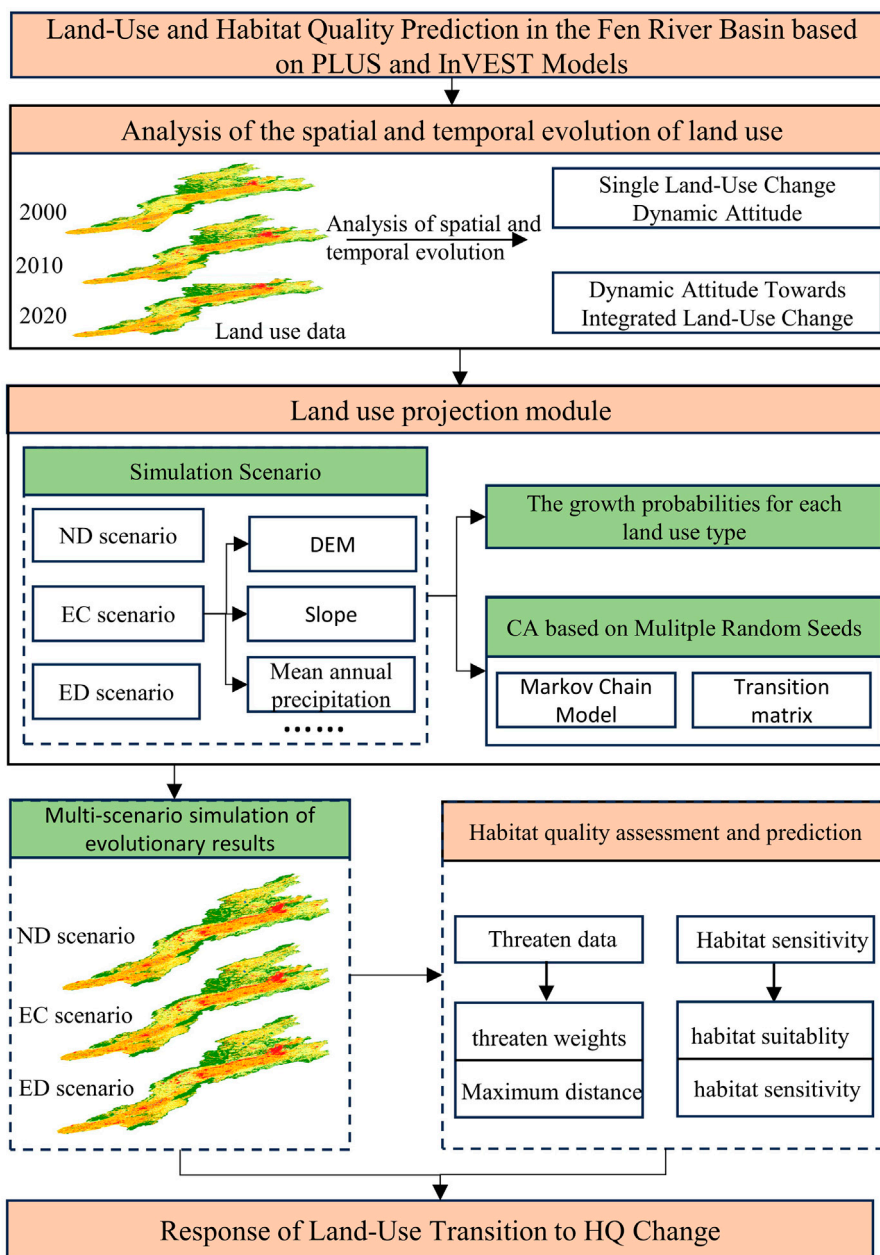 Land-Use and Habitat Quality Prediction in the Fen River Basin based
on PLUS and InVEST Models
Analysis of the spatial and temporal evolution of land use
2000
2010
2020
Land use data
Analysis of spatial and
temporal evolution
Single Land-Use Change
Dynamic Attitude
Dynamic Attitude Towards
Integrated Land-Use Change
Land use projection module
Simulation Scenario
ND scenario
EC scenario
ED scenario
DEM
Slope
Mean annual
precipitation
······
The growth probabilities for each
land use type
CA based on Mulitple Random Seeds
Markov Chain
Model
Transition
matrix
Multi-scenario simulation of
evolutionary results
ND scenario
EC scenario
ED scenario
Habitat quality assessment and prediction
Threaten data
threaten weights
Maximum distance
Habitat sensitivity
habitat suitablity
habitat sensitivity
Response of Land-Use Transition to HQ Change